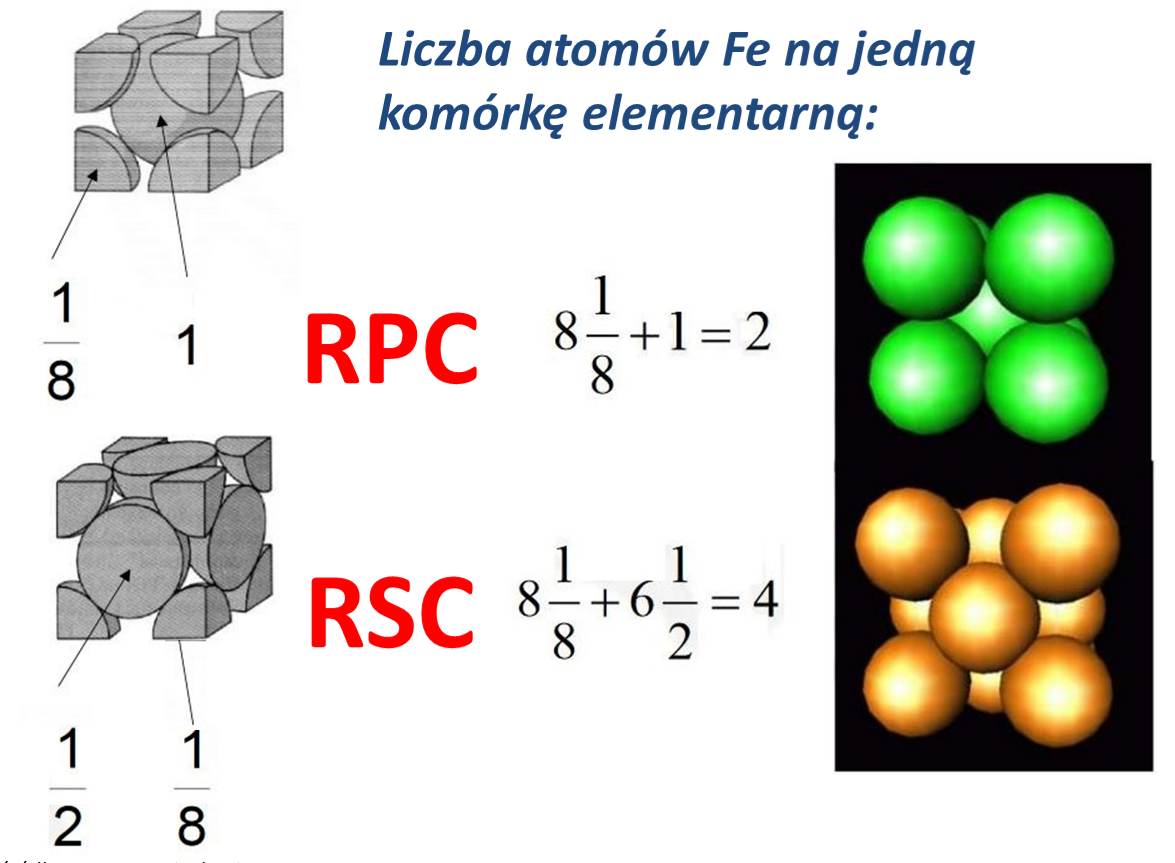 Liczba atomów Fe na jedną
komórkę elementarną:
1/8
1
RPC
8 1/8 + 1 = 2
RSC
8 1/8 + 6 1/2 = 4
1/2
1/8